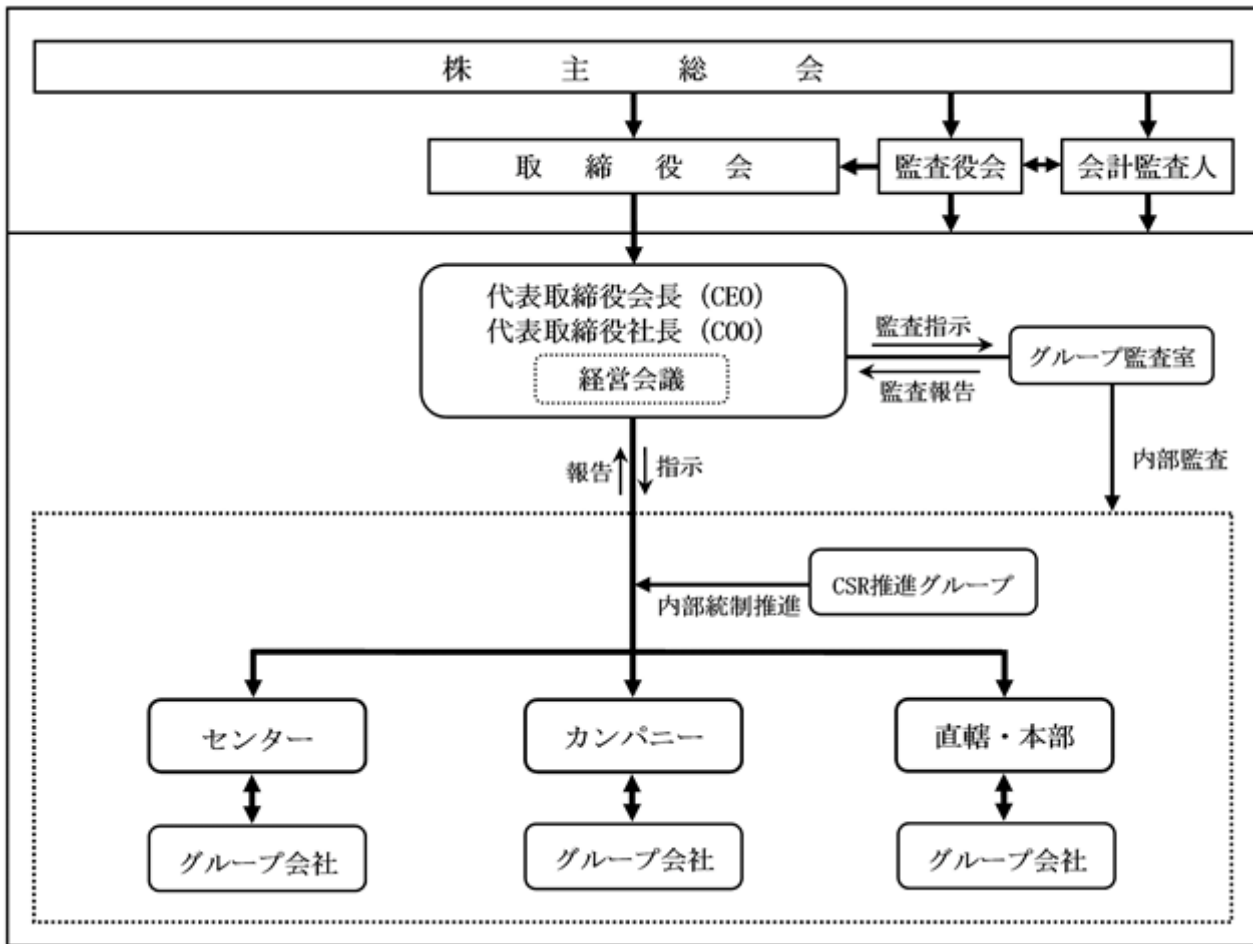 株主総会
取締役会
監査役会
会計監査人
代表取締役会長（CEO）
代表取締役社長（COO）
経営会議
監査指示
監査報告
グループ監査室
内部監査
報告
指示
CSR推進グループ
内部統制推進
センター
カンパニー
直轄・本部
グループ会社
グループ会社
グループ会社